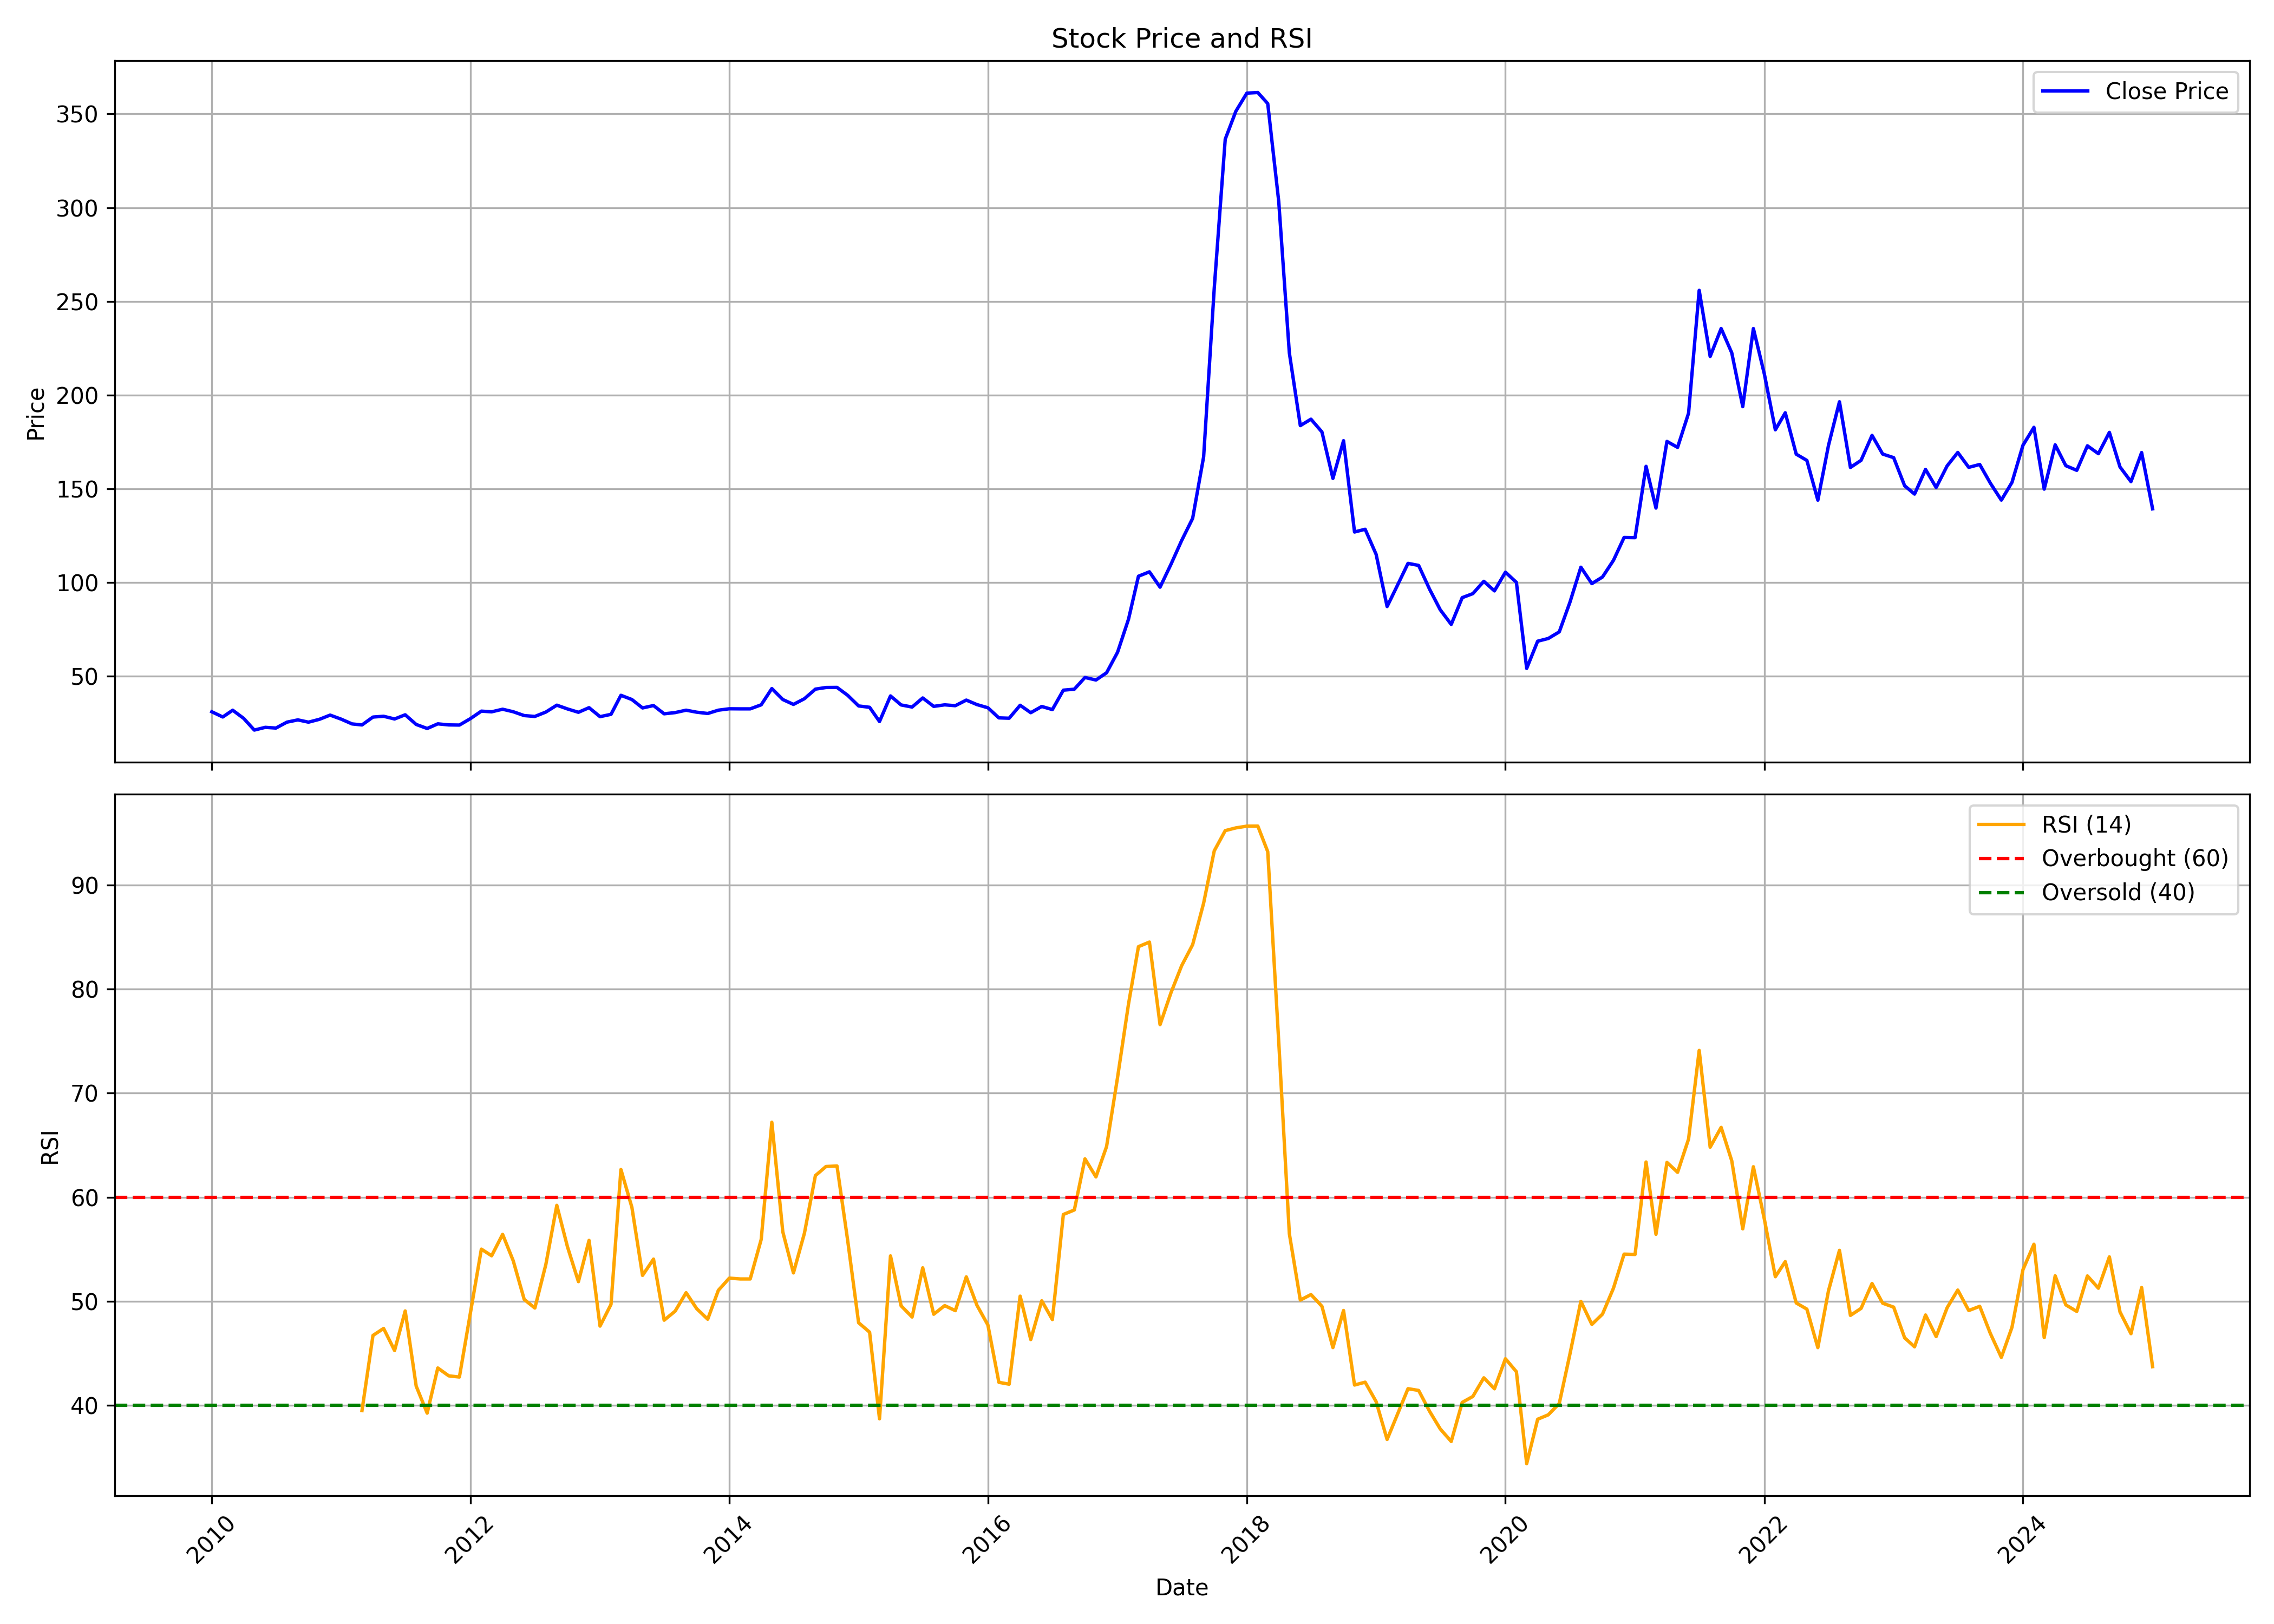 Stock Price and RSI
Close Price
350
300
250
200
150
100
50
Price
RSI (14)
Overbought (60)
Oversold (40)
90
80
70
60
50
40
RSI
2010
2012
2014
2016
2018
2020
2022
2024
Date